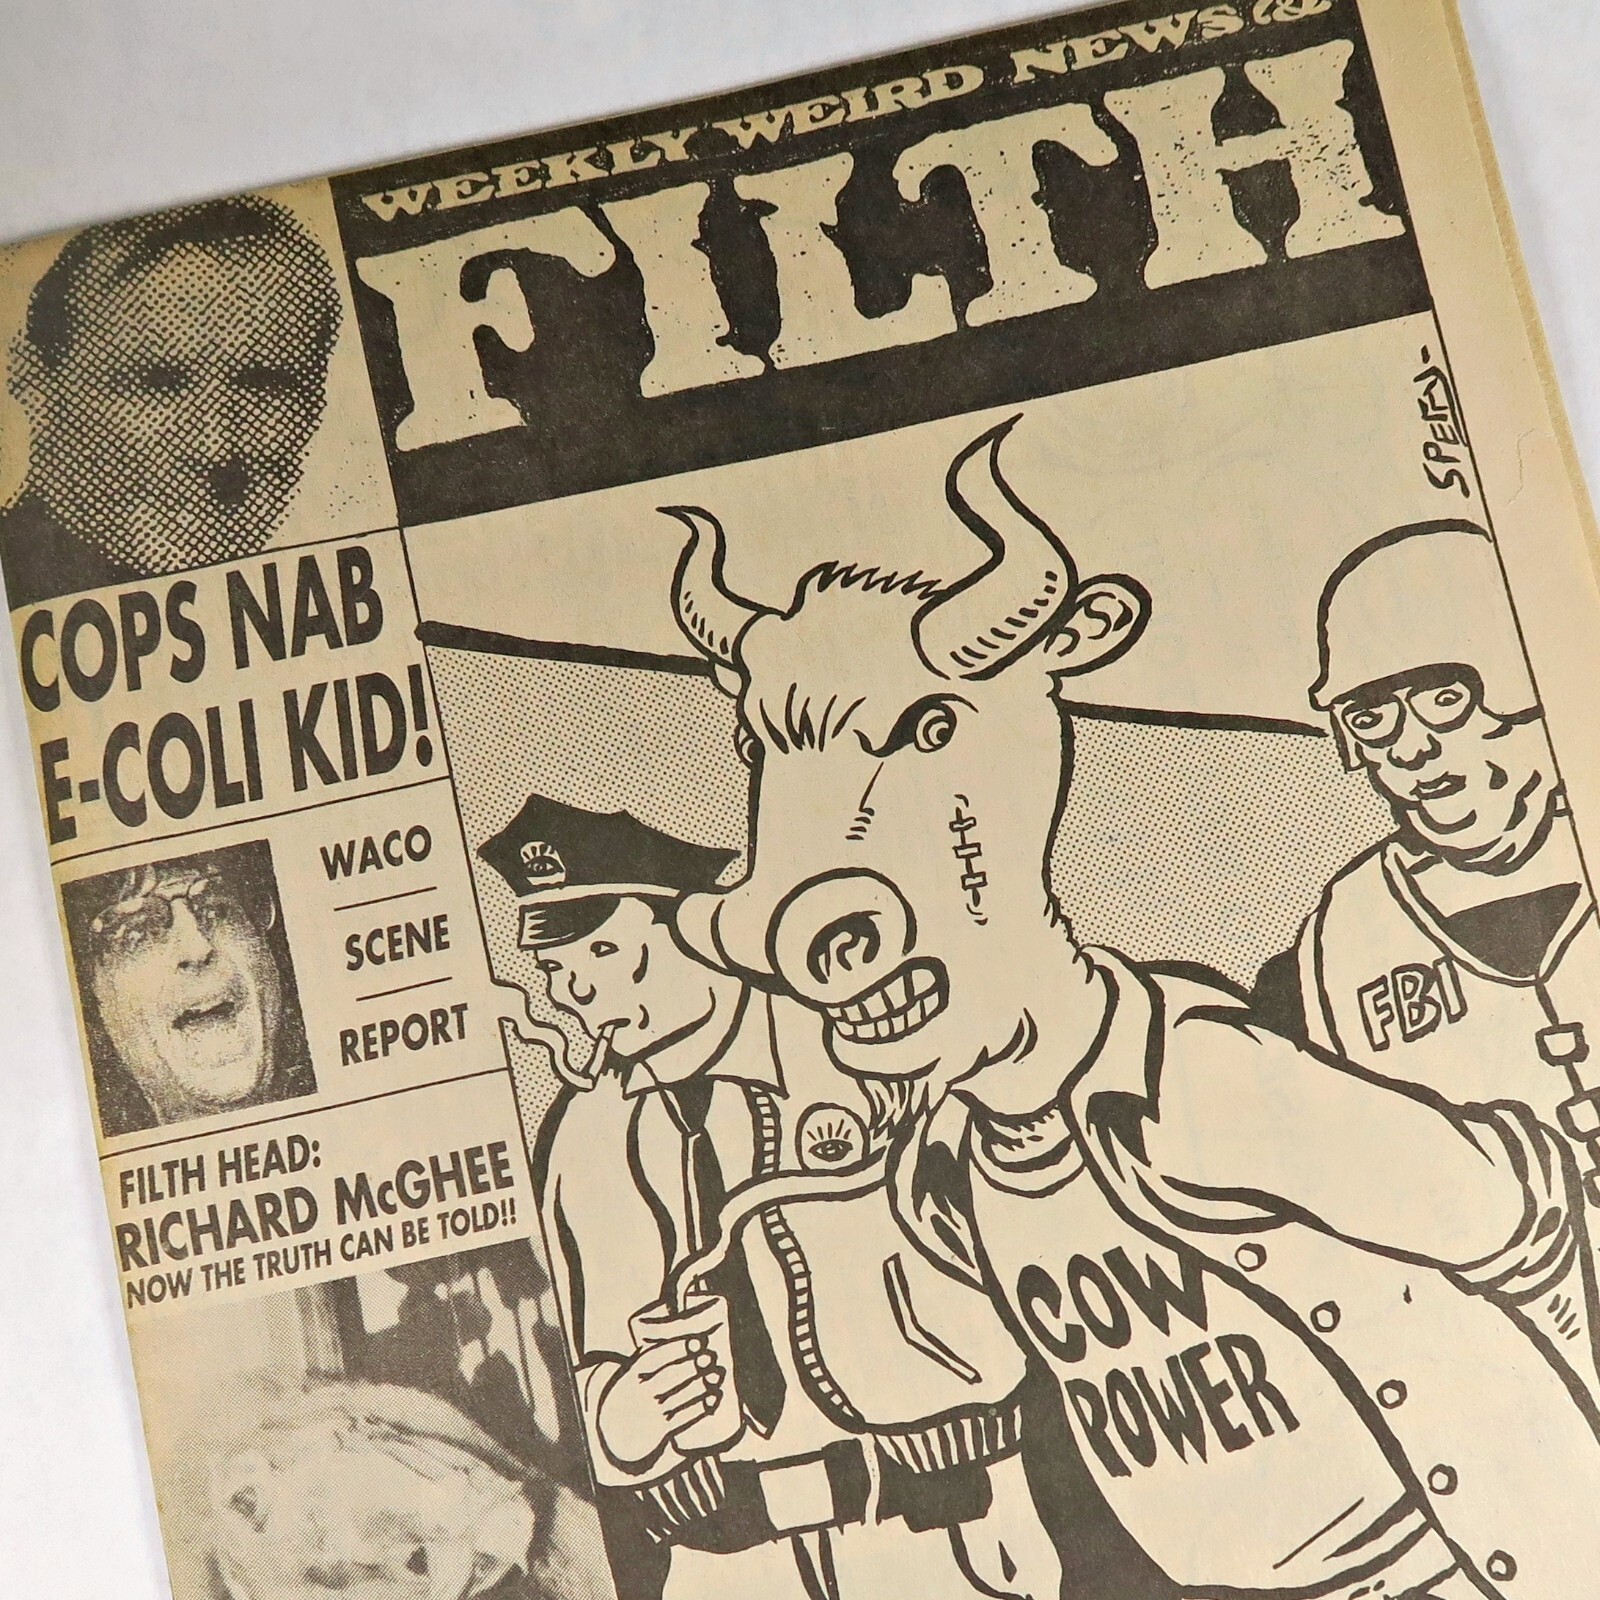 WEEKLY WEIRD NEWS &
FILTH
SPERRY-
COPS NAB
E-COLI KID!
WACO
SCENE
REPORT
FILTH HEAD:
RICHARD McGHEE
NOW THE TRUTH CAN BE TOLD!!
FBI
COW
POWER